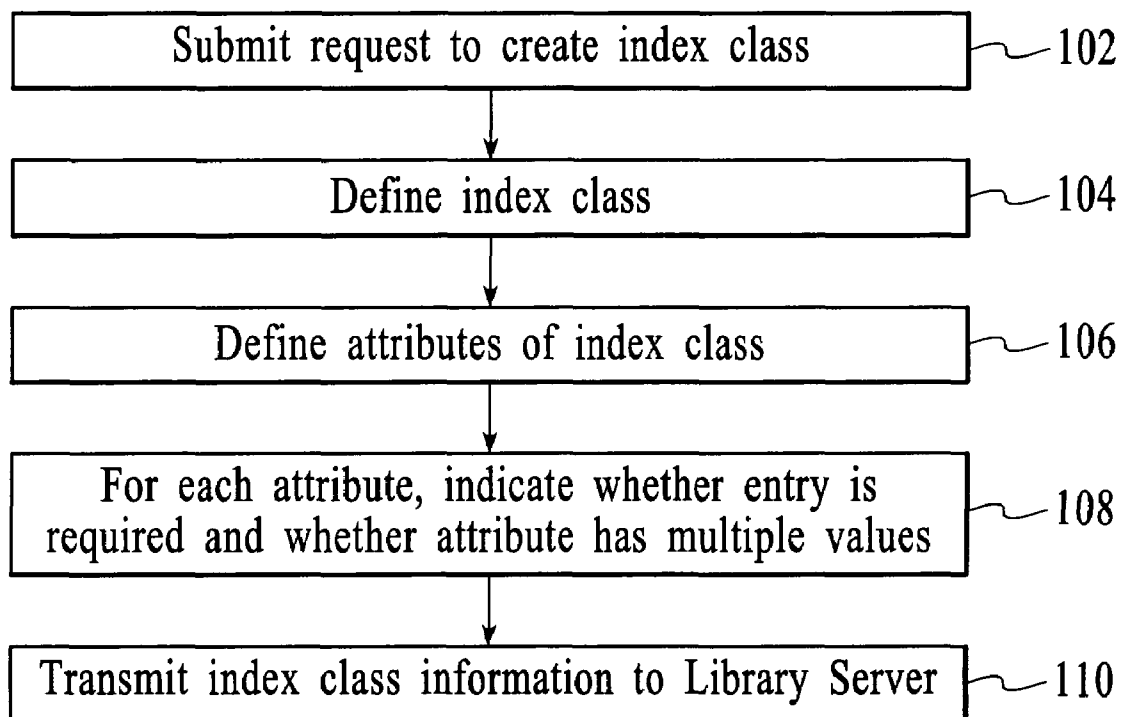 Submit request to create index class
102
Define index class
104
Define attributes of index class
106
For each attribute, indicate whether entry is
required and whether attribute has multiple values
108
Transmit index class information to Library Server
110